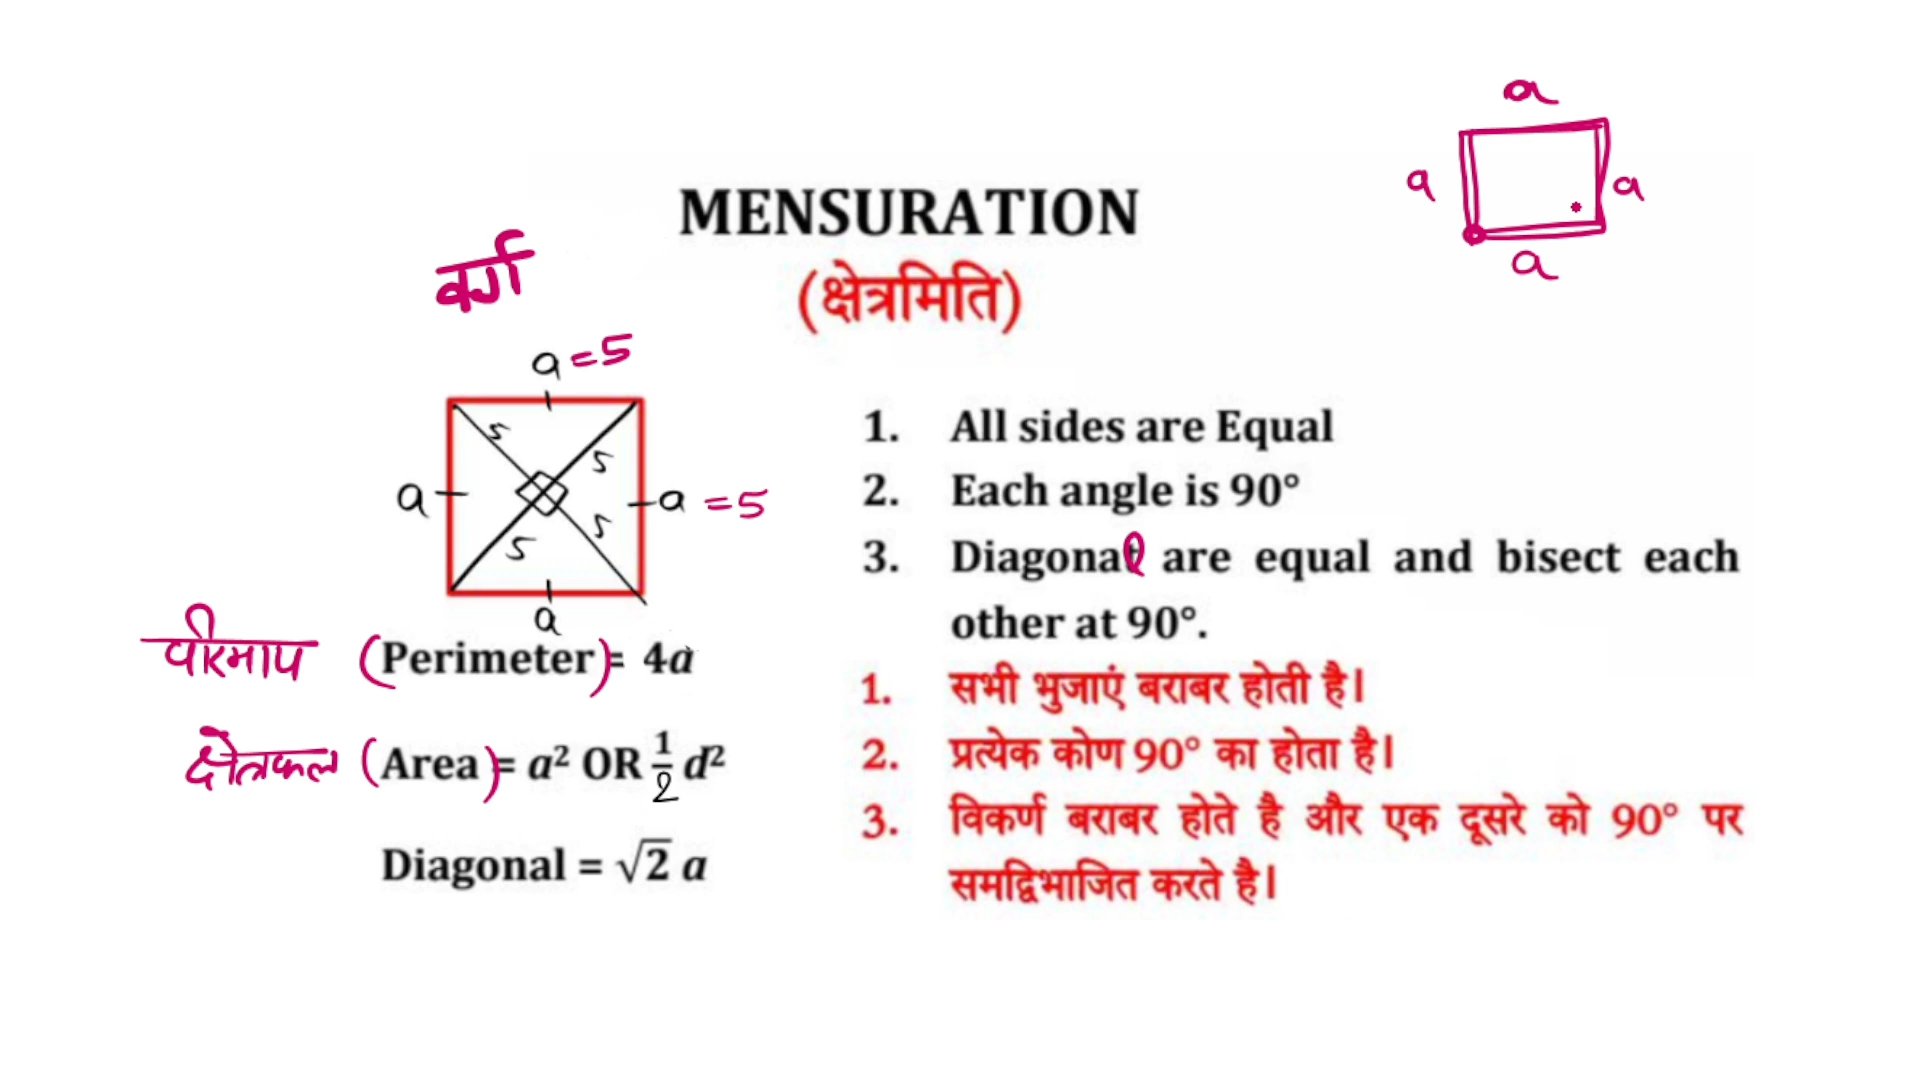 a
a
a
a
MENSURATION
(क्षेत्रमिति)
वर्ग
a = 5
5
5
a
a = 5
5
5
a
1. All sides are Equal
2. Each angle is 90°
3. Diagonal are equal and bisect each
other at 90°.
परिमाप (Perimeter) = 4a
क्षेत्रफल (Area) = a² OR 1/2 d²
Diagonal = √2 a
1. सभी भुजाएं बराबर होती है।
2. प्रत्येक कोण 90° का होता है।
3. विकर्ण बराबर होते है और एक दूसरे को 90° पर
समद्विभाजित करते है।